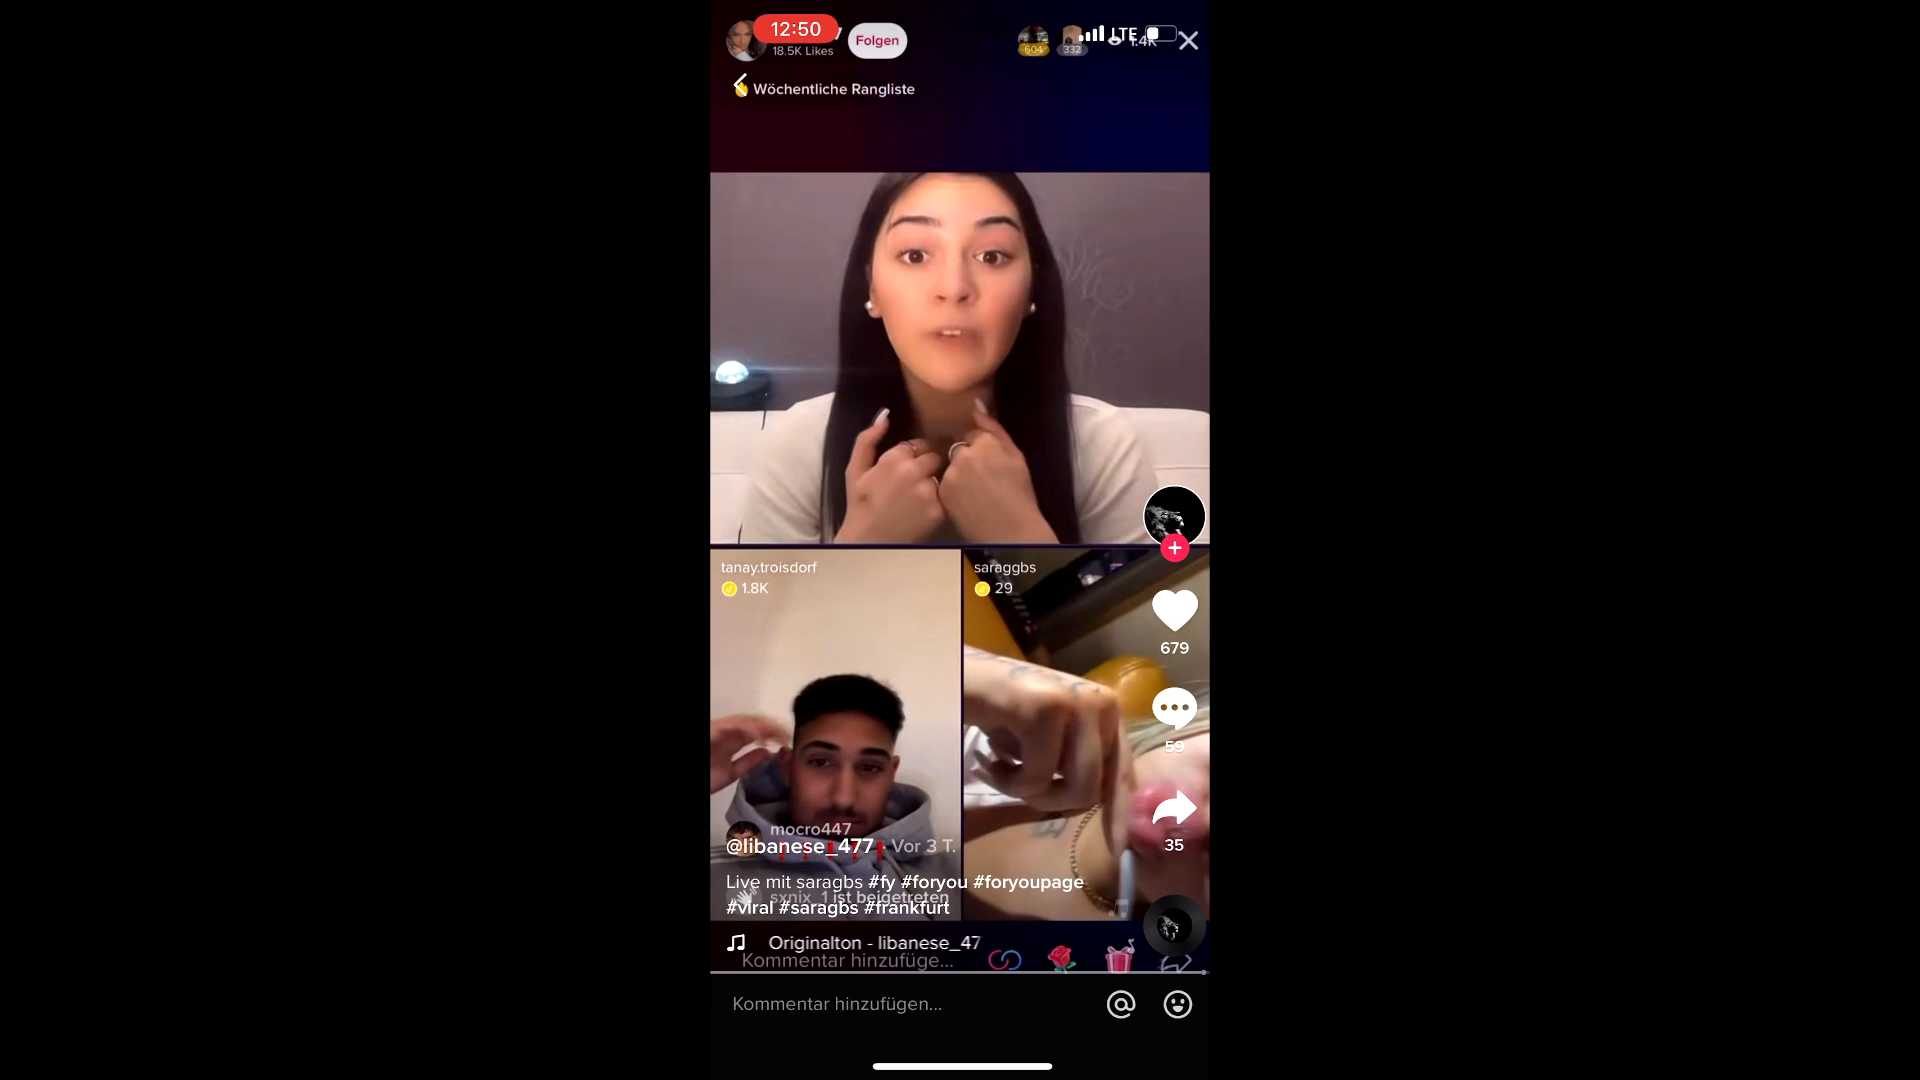 12:50
18.5K Likes
Folgen
604
332
1.4K
LTE
Wöchentliche Rangliste
tanay.troisdorf
1.8K
saraggbs
29
679
59
35
mocro447
@libanese_477 · Vor 3 T.
Live mit saragbs #fy #foryou #foryoupage
sxnix_1 ist beigetreten
#viral #saragbs #frankfurt
Originalton - libanese_47
Kommentar hinzufüge...
Kommentar hinzufügen...